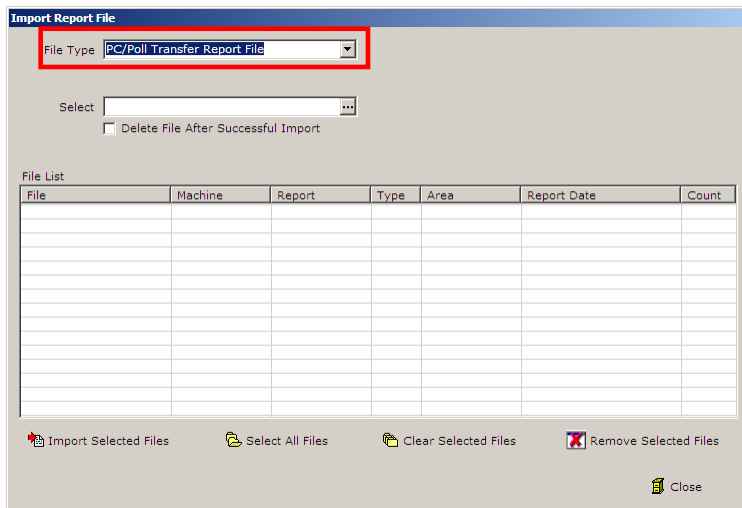 Import Report File
File Type PC/Poll Transfer Report File
Select ...
Delete File After Successful Import
File List
File Machine Report Type Area Report Date Count
Import Selected Files Select All Files Clear Selected Files Remove Selected Files
Close